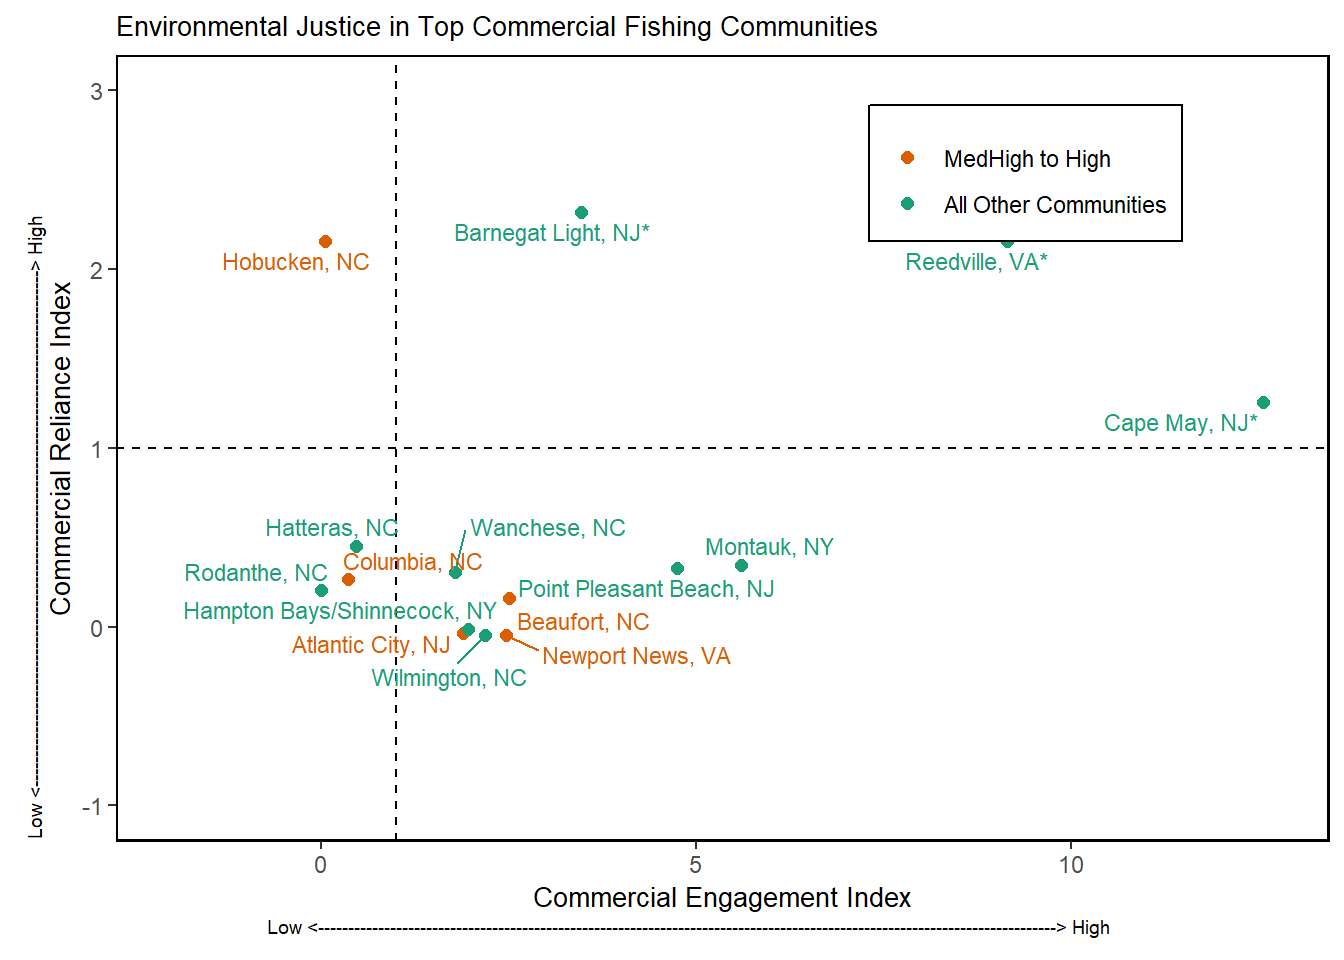 Environmental Justice in Top Commercial Fishing Communities
3
MedHigh to High
All Other Communities
Barnegat Light, NJ*
Hobucken, NC
Reedville, VA*
2
Cape May, NJ*
1
Hatteras, NC
Wanchese, NC
Montauk, NY
Columbia, NC
Rodanthe, NC
Point Pleasant Beach, NJ
Hampton Bays/Shinnecock, NY
Beaufort, NC
0
Atlantic City, NJ
Newport News, VA
Wilmington, NC
-1
Commercial Reliance Index
Low <----------------------------------------------------------------------------------------> High
0 5 10
Commercial Engagement Index
Low <---------------------------------------------------------------------------------------------------------------------------> High